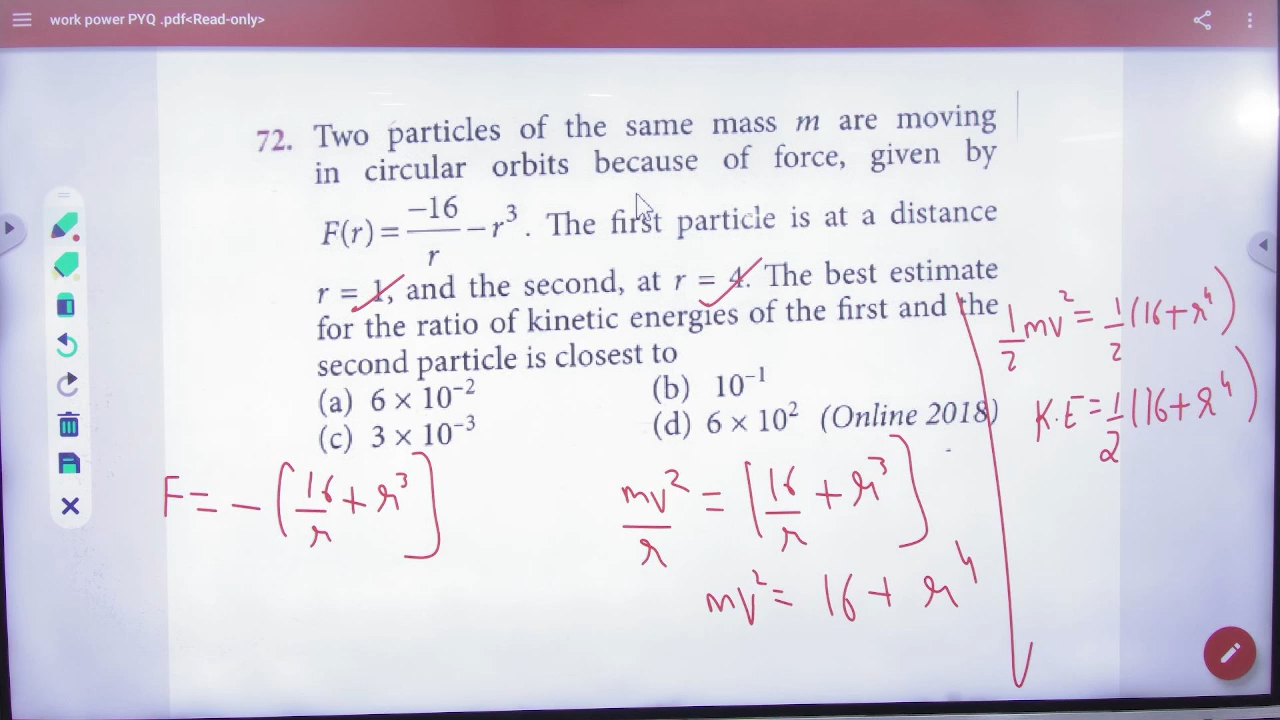 work power PYQ .pdf<Read-only>
72. Two particles of the same mass m are moving
in circular orbits because of force, given by
F(r) = -16/r - r³. The first particle is at a distance
r = 1, and the second, at r = 4. The best estimate
for the ratio of kinetic energies of the first and the
second particle is closest to
(a) 6 × 10⁻² (b) 10⁻¹
(c) 3 × 10⁻³ (d) 6 × 10² (Online 2018)
F = - (16/r + r³]
mv²/r = [16/r + r³]
mv² = 16 + r⁴
1/2 mv² = 1/2 (16 + r⁴)
K.E = 1/2 (16 + r⁴)